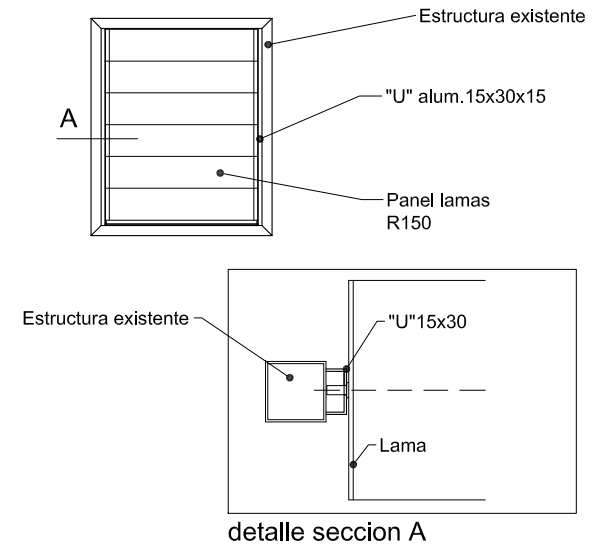 Estructura existente
"U" alum.15x30x15
A
Panel lamas
R150
Estructura existente
"U"15x30
Lama
detalle seccion A